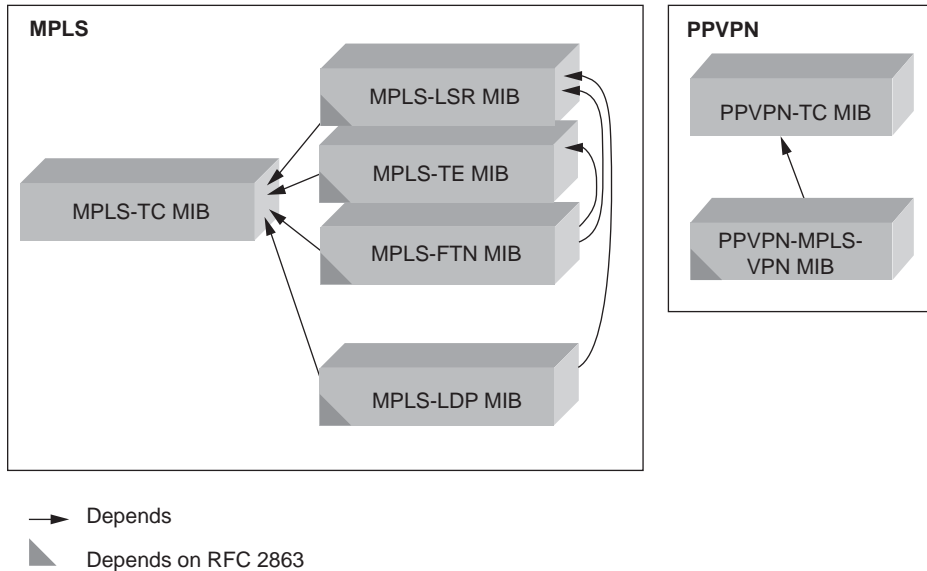 MPLS
MPLS-LSR MIB
MPLS-TE MIB
MPLS-TC MIB
MPLS-FTN MIB
MPLS-LDP MIB
PPVPN
PPVPN-TC MIB
PPVPN-MPLS-
VPN MIB
Depends
Depends on RFC 2863